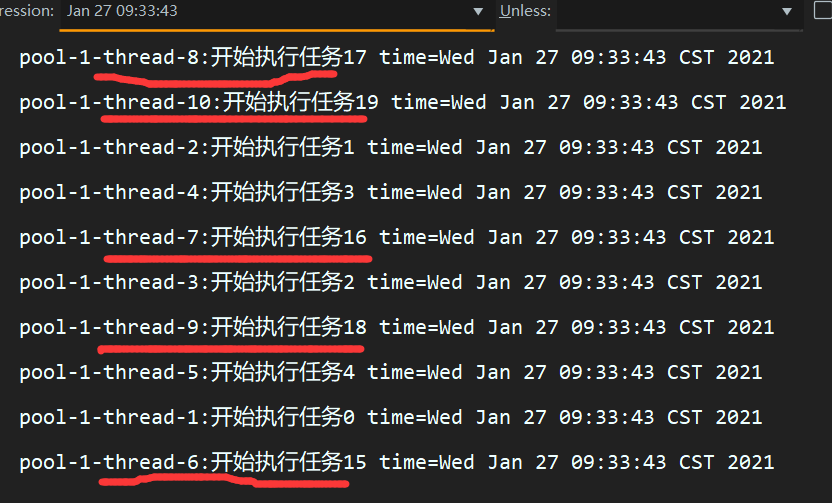 ression: Jan 27 09:33:43 Unless:
pool-1-thread-8:开始执行任务17 time=Wed Jan 27 09:33:43 CST 2021
pool-1-thread-10:开始执行任务19 time=Wed Jan 27 09:33:43 CST 2021
pool-1-thread-2:开始执行任务1 time=Wed Jan 27 09:33:43 CST 2021
pool-1-thread-4:开始执行任务3 time=Wed Jan 27 09:33:43 CST 2021
pool-1-thread-7:开始执行任务16 time=Wed Jan 27 09:33:43 CST 2021
pool-1-thread-3:开始执行任务2 time=Wed Jan 27 09:33:43 CST 2021
pool-1-thread-9:开始执行任务18 time=Wed Jan 27 09:33:43 CST 2021
pool-1-thread-5:开始执行任务4 time=Wed Jan 27 09:33:43 CST 2021
pool-1-thread-1:开始执行任务0 time=Wed Jan 27 09:33:43 CST 2021
pool-1-thread-6:开始执行任务15 time=Wed Jan 27 09:33:43 CST 2021